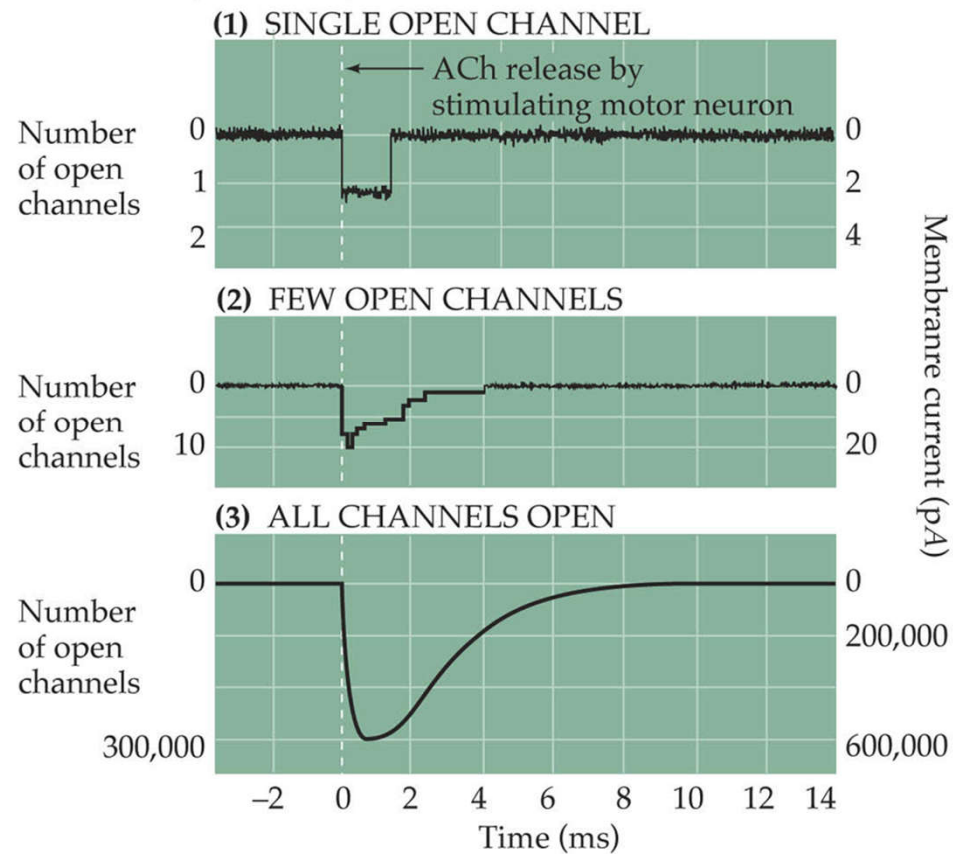 (1) SINGLE OPEN CHANNEL
ACh release by
stimulating motor neuron
Number
of open
channels
0
1
2
0
2
4
(2) FEW OPEN CHANNELS
Number
of open
channels
0
10
0
20
(3) ALL CHANNELS OPEN
Number
of open
channels
0
300,000
0
200,000
600,000
Membranre current (pA)
–2 0 2 4 6 8 10 12 14
Time (ms)